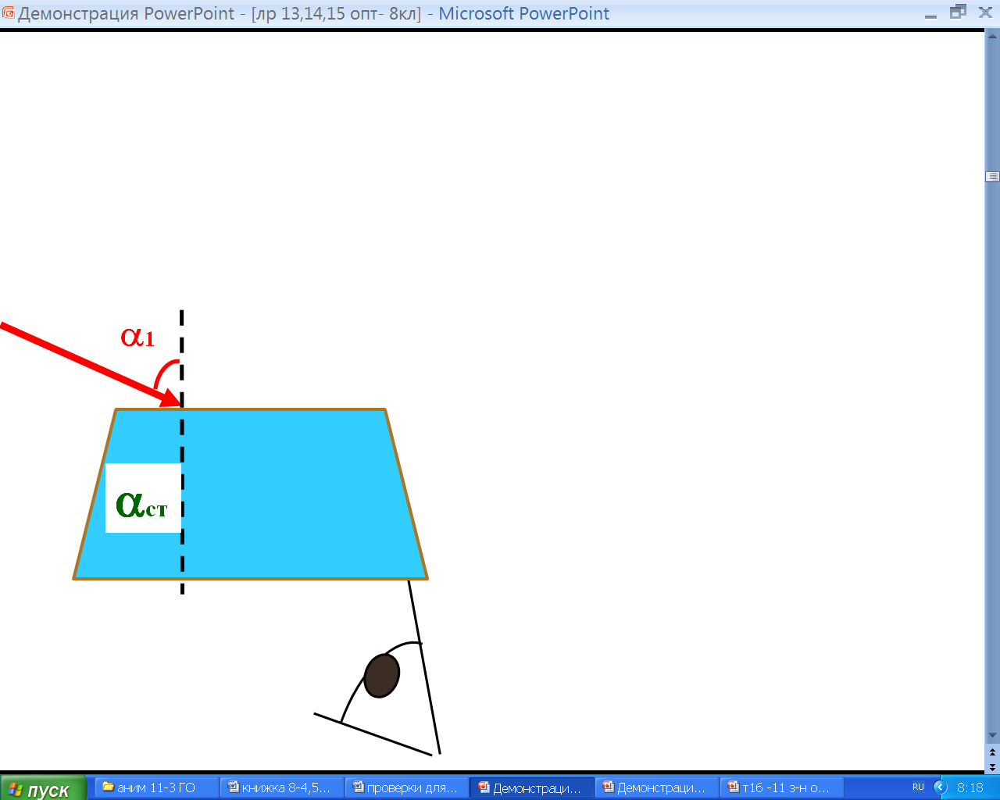 Демонстрация PowerPoint - [лр 13,14,15 опт- 8кл] - Microsoft PowerPoint
α1
αст
пуск
аним 11-3 ГО
книжка 8-4,5...
проверки для...
Демонстраци...
Демонстраци...
т16 -11 з-н о...
RU
8:18